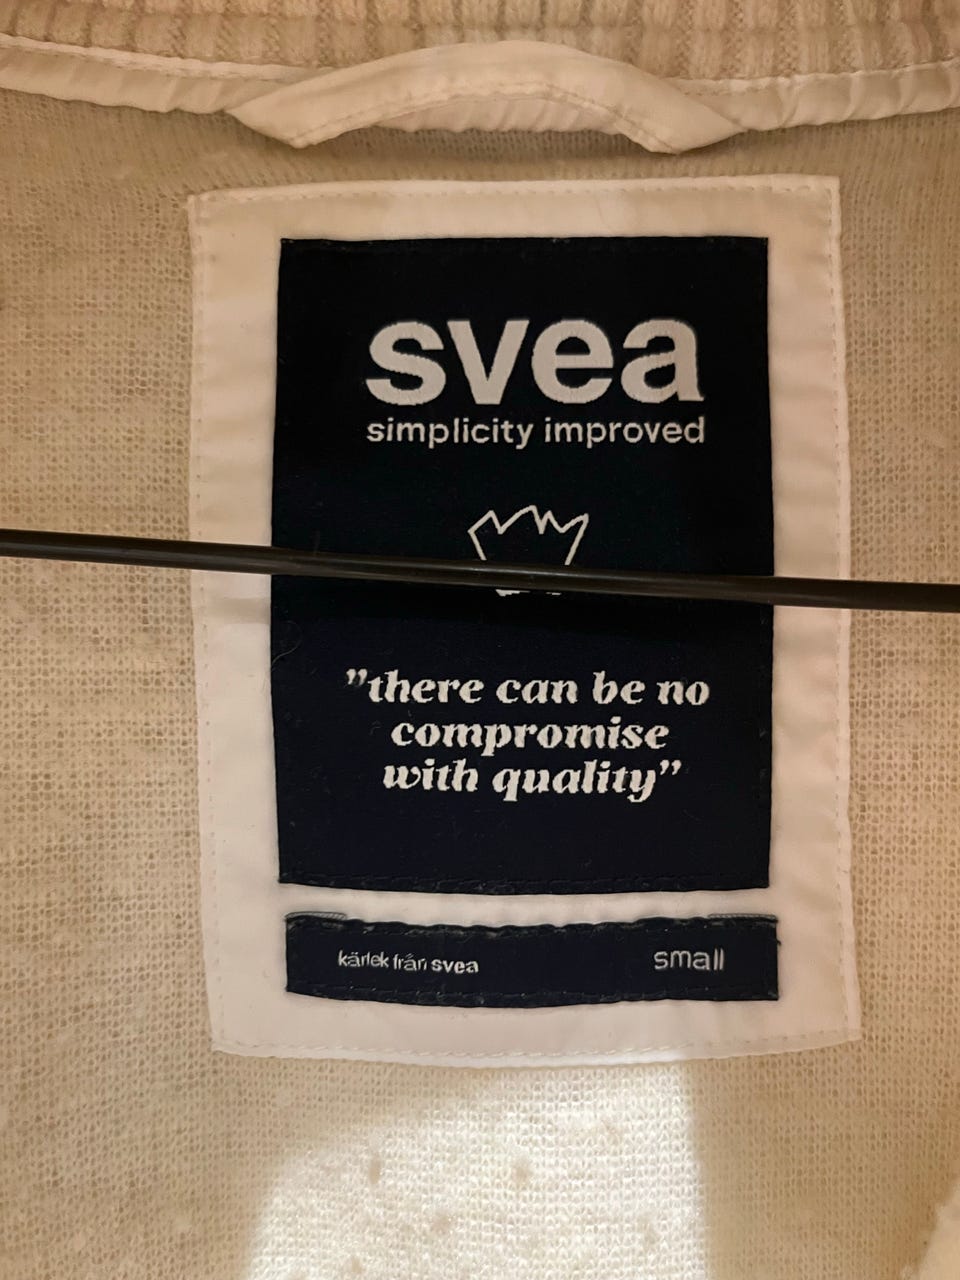 svea
simplicity improved
”there can be no
compromise
with quality”
kärlek från svea
small